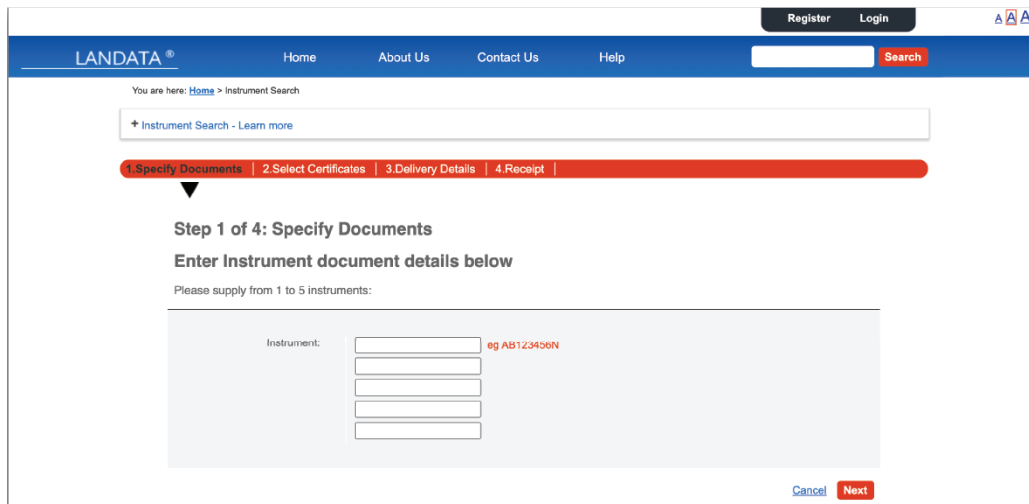 Register Login A A A
LANDATA ® Home About Us Contact Us Help Search
You are here: Home > Instrument Search
+ Instrument Search - Learn more
1.Specify Documents | 2.Select Certificates | 3.Delivery Details | 4.Receipt |
Step 1 of 4: Specify Documents
Enter Instrument document details below
Please supply from 1 to 5 instruments:
Instrument: eg AB123456N
Cancel Next